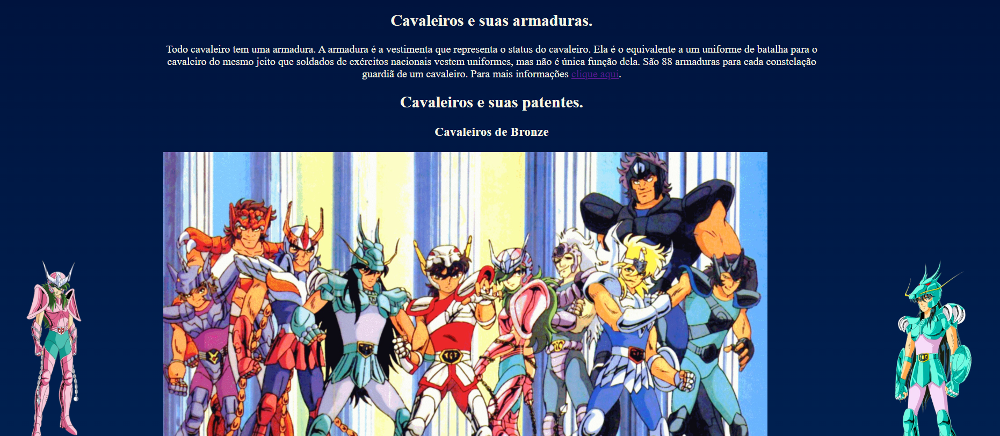 Cavaleiros e suas armaduras.
Todo cavaleiro tem uma armadura. A armadura é a vestimenta que representa o status do cavaleiro. Ela é o equivalente a um uniforme de batalha para o
cavaleiro do mesmo jeito que soldados de exércitos nacionais vestem uniformes, mas não é única função dela. São 88 armaduras para cada constelação
guardiã de um cavaleiro. Para mais informações clique aqui.
Cavaleiros e suas patentes.
Cavaleiros de Bronze